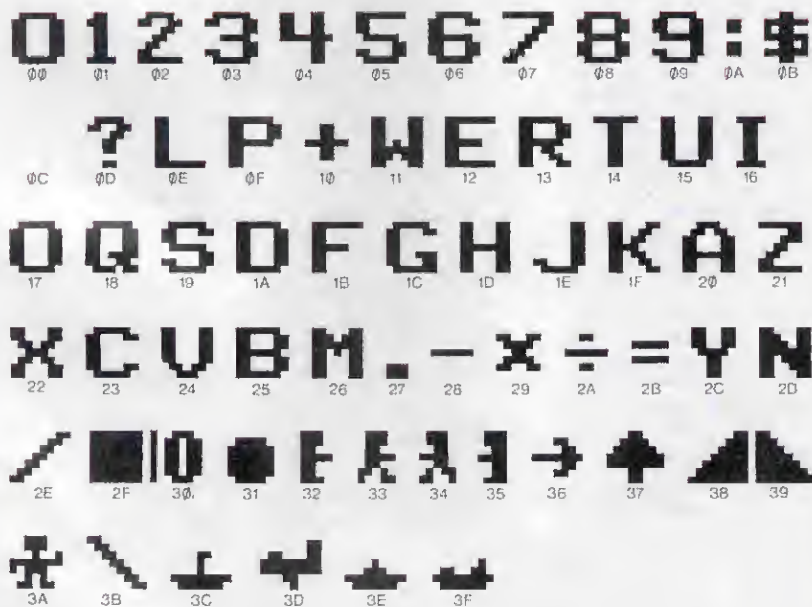 0 1 2 3 4 5 6 7 8 9 : $
ØØ Ø1 Ø2 Ø3 Ø4 Ø5 Ø6 Ø7 Ø8 Ø9 ØA ØB
? L P + W E R T U I
ØC ØD ØE ØF 1Ø 11 12 13 14 15 16
O Q S D F G H J K A Z
17 18 19 1A 1B 1C 1D 1E 1F 2Ø 21
X C V B M . - × ÷ = Y N
22 23 24 25 26 27 28 29 2A 2B 2C 2D
/
2E 2F 3Ø 31 32 33 34 35 36 37 38 39
\
3A 3B 3C 3D 3E 3F